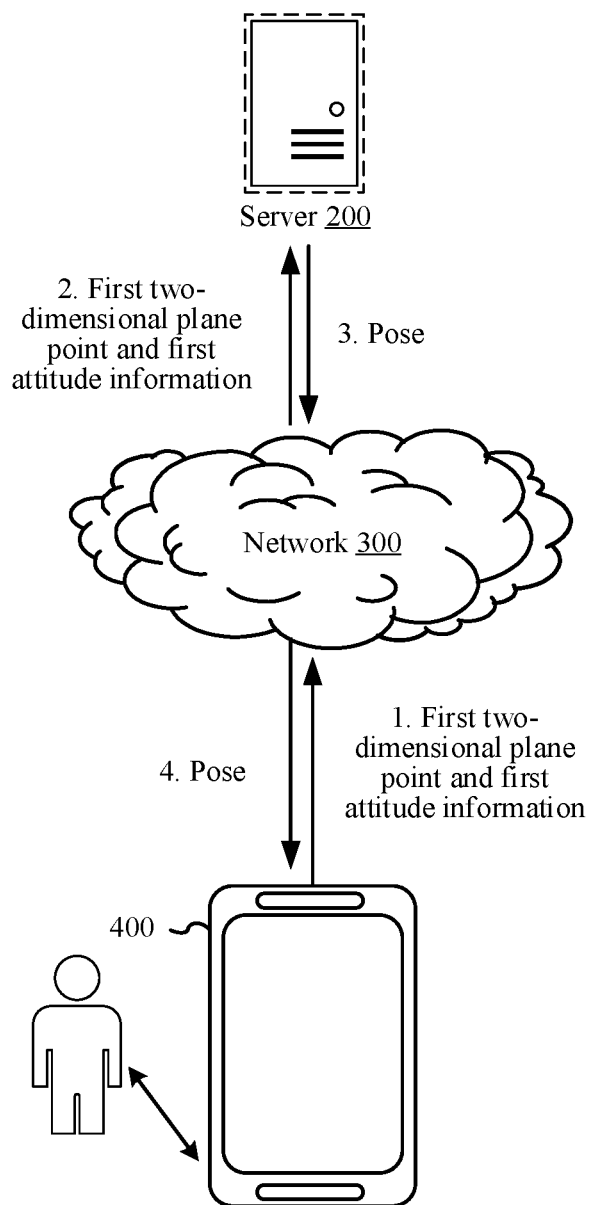 Server 200
2. First two-
dimensional plane
point and first
attitude information
3. Pose
Network 300
1. First two-
dimensional plane
point and first
attitude information
4. Pose
400